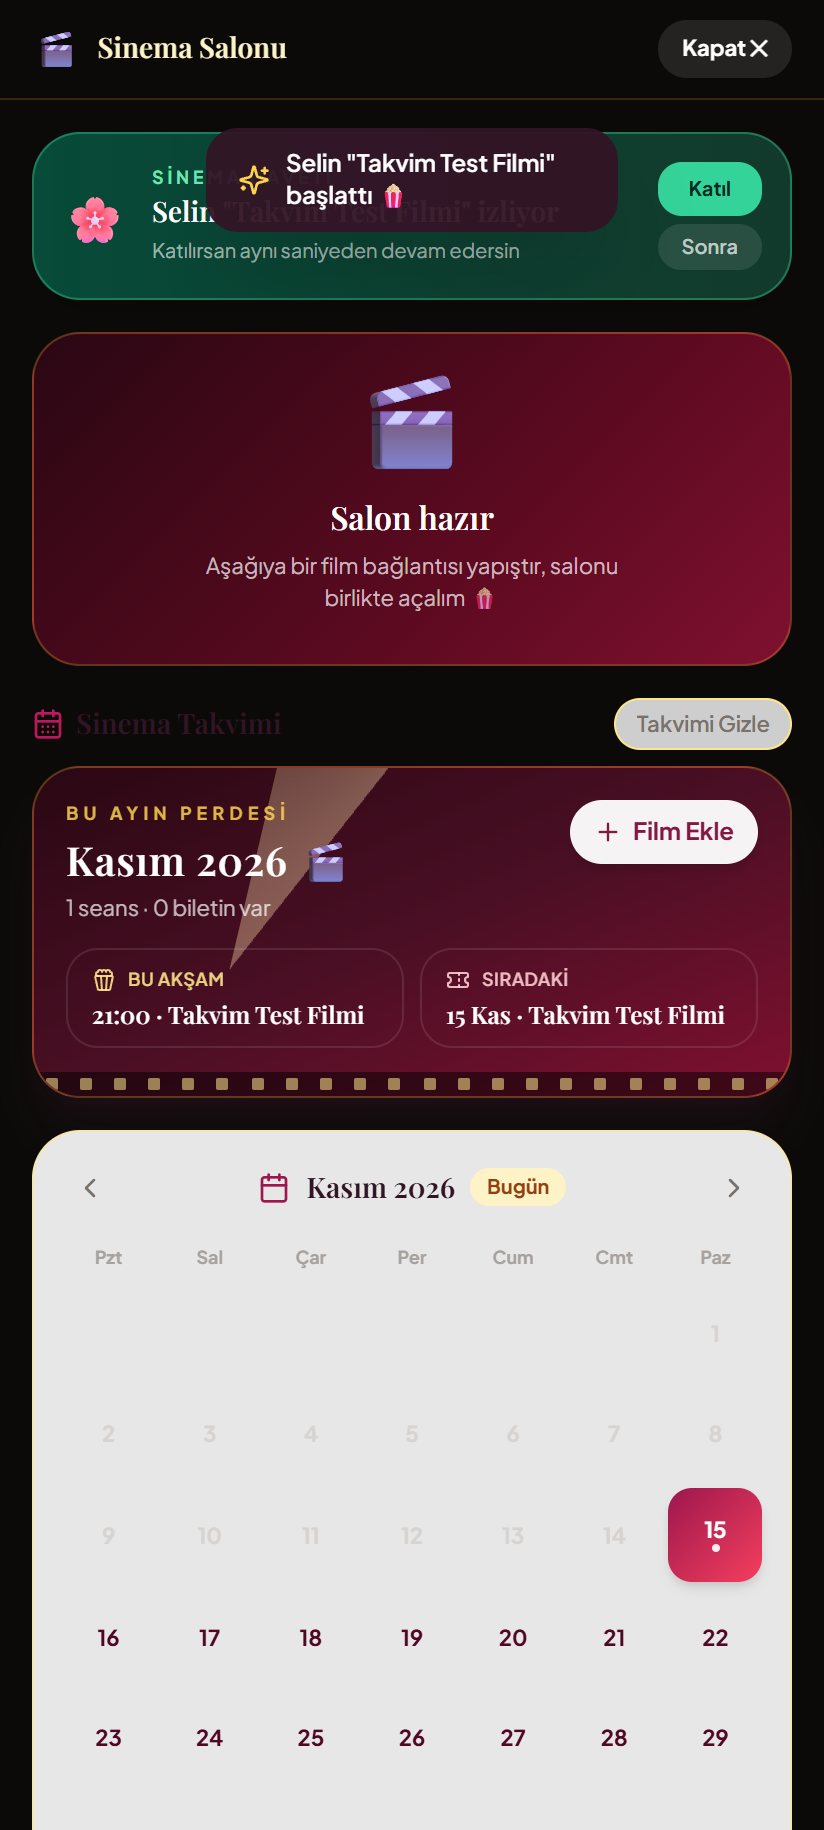 Sinema Salonu
Kapat
Selin "Takvim Test Filmi"
başlattı
Selin "Takvim Test Filmi" izliyor
Katılırsan aynı saniyeden devam edersin
Katıl
Sonra
Salon hazır
Aşağıya bir film bağlantısı yapıştır, salonu
birlikte açalım
Sinema Takvimi
Takvimi Gizle
BU AYIN PERDESİ
Kasım 2026
1 seans · 0 biletin var
+ Film Ekle
BU AKŞAM
21:00 · Takvim Test Filmi
SIRADAKİ
15 Kas · Takvim Test Filmi
Kasım 2026 Bugün
Pzt Sal Çar Per Cum Cmt Paz
1
2 3 4 5 6 7 8
9 10 11 12 13 14 15
16 17 18 19 20 21 22
23 24 25 26 27 28 29